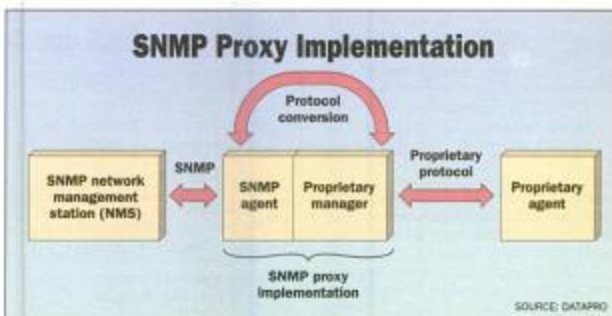 SNMP Proxy Implementation
Protocol
conversion
SNMP
Proprietary
protocol
SNMP network
management
station (NMS)
SNMP
agent
Proprietary
manager
Proprietary
agent
SNMP proxy
implementation
SOURCE: DATAPRO